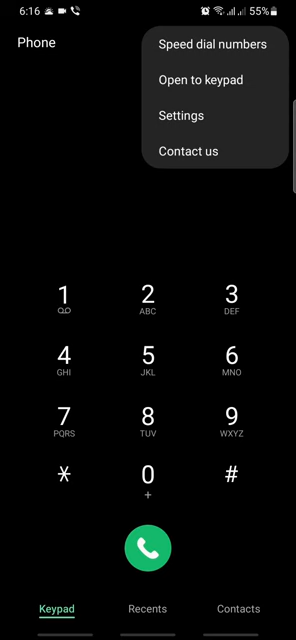 6:16 55%
Phone
Speed dial numbers
Open to keypad
Settings
Contact us
1 2 3
ABC DEF
4 5 6
GHI JKL MNO
7 8 9
PQRS TUV WXYZ
* 0 #
+
Keypad Recents Contacts